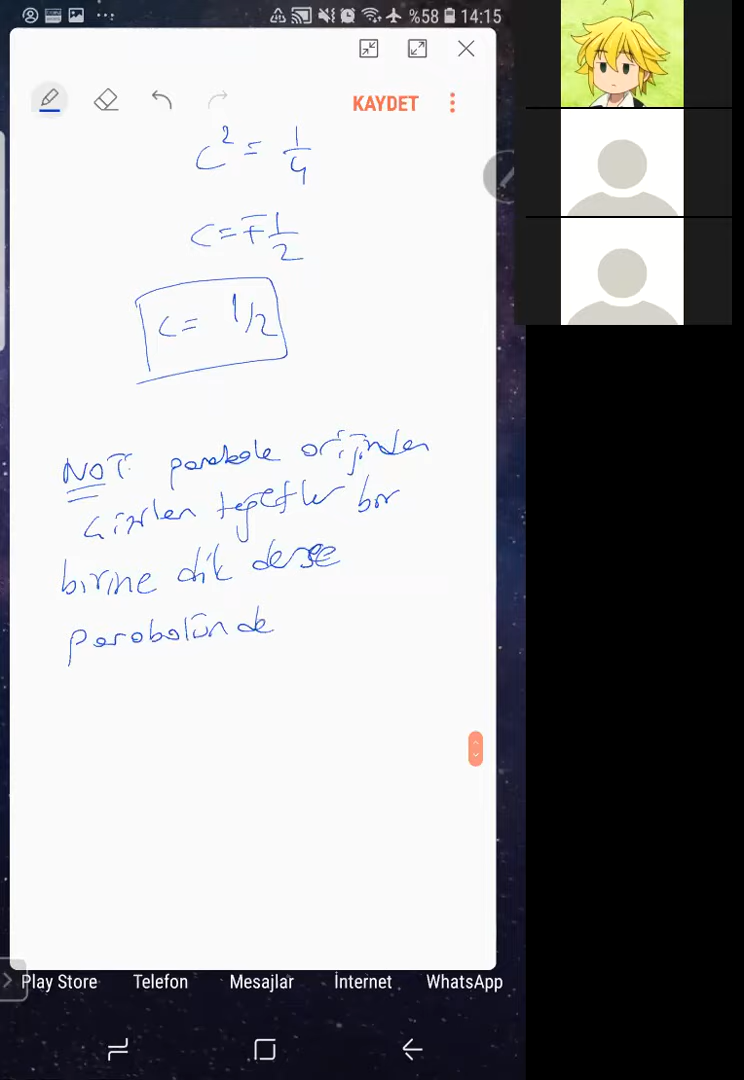 %58 14:15
KAYDET
c² = 1/4
c = ∓1/2
c = 1/2
NOT: parabole orijinden
çizilen teğetler bir
birine dik derse
parabolünde
Play Store Telefon Mesajlar İnternet WhatsApp